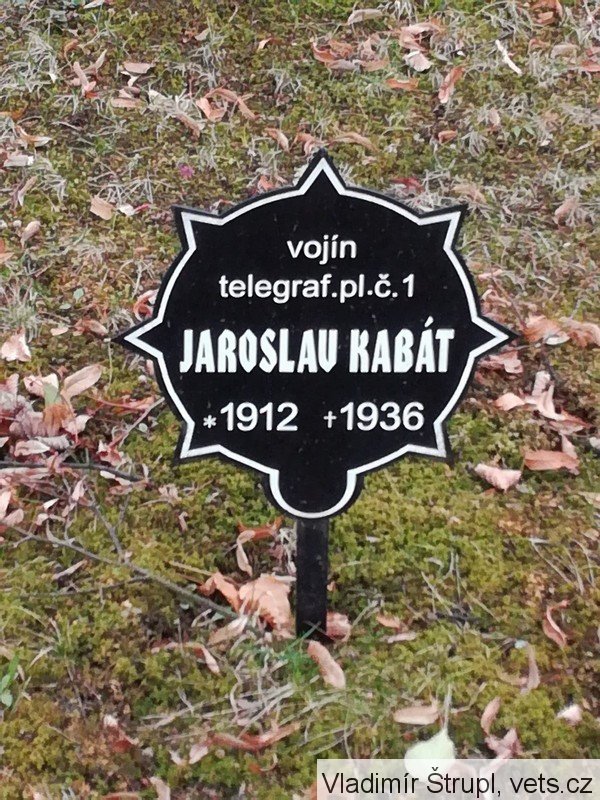 vojín
telegraf.pl.č.1
JAROSLAV KABÁT
*1912 +1936
Vladimír Štrupl, vets.cz